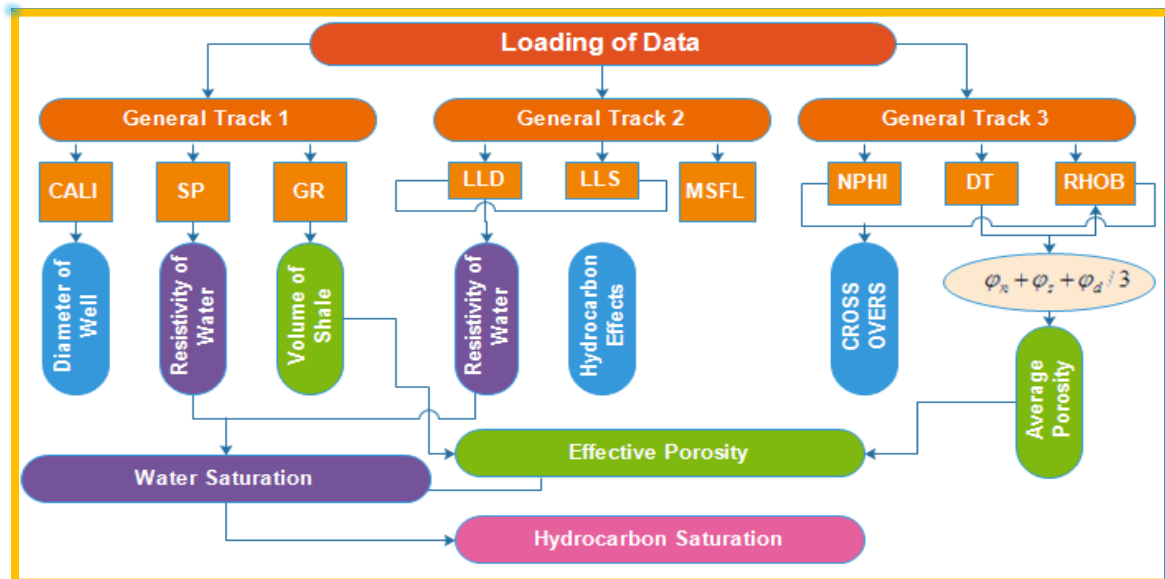 Loading of Data
General Track 1
General Track 2
General Track 3
CALI
SP
GR
LLD
LLS
MSFL
NPHI
DT
RHOB
Diameter of
Well
Resistivity of
Water
Volume of
Shale
Resistivity of
Water
Hydrocarbon
Effects
CROSS
OVERS
φₙ + φₛ + φ_d / 3
Average
Porosity
Effective Porosity
Water Saturation
Hydrocarbon Saturation